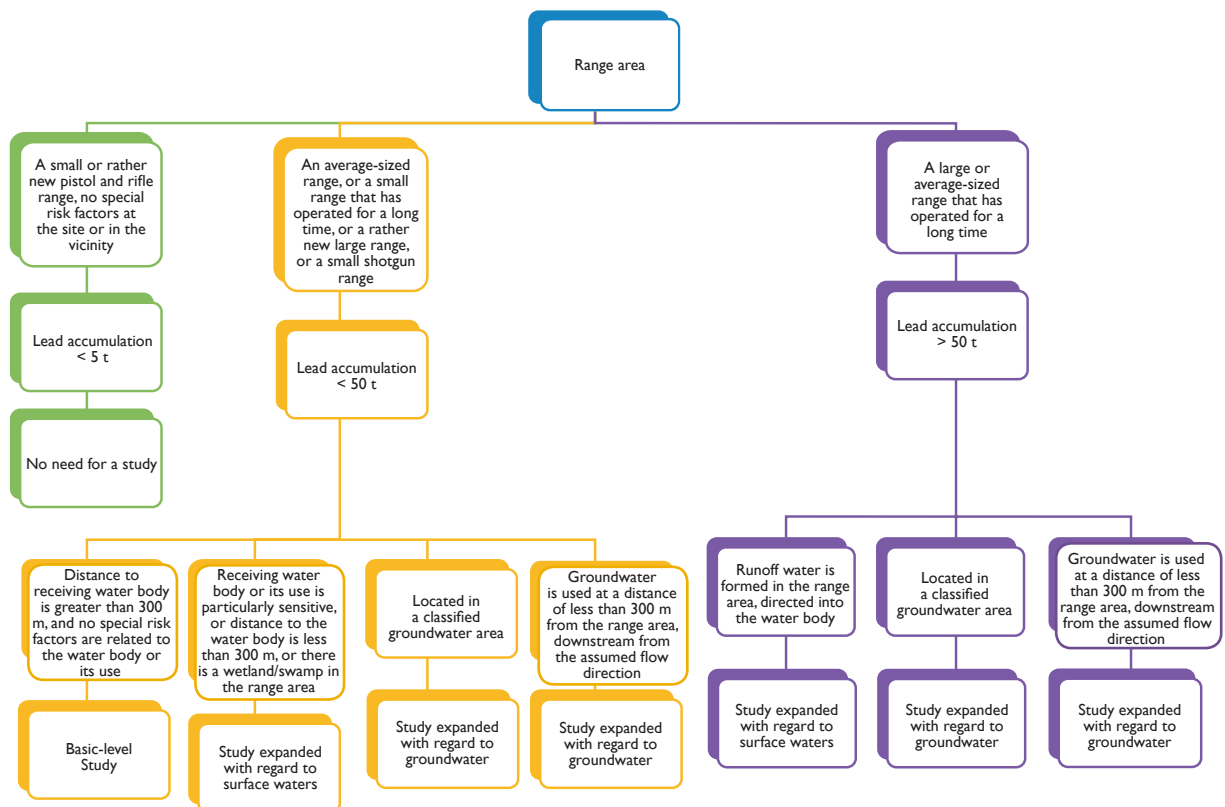 Range area
A small or rather
new pistol and rifle
range, no special
risk factors at
the site or in the
vicinity
An average-sized
range, or a small
range that has
operated for a long
time, or a rather
new large range,
or a small shotgun
range
A large or
average-sized
range that has
operated for a
long time
Lead accumulation
< 5 t
Lead accumulation
< 50 t
Lead accumulation
> 50 t
No need for a study
Distance to
receiving water body
is greater than 300
m, and no special risk
factors are related to
the water body or
its use
Receiving water
body or its use is
particularly sensitive,
or distance to the
water body is less
than 300 m, or there
is a wetland/swamp in
the range area
Located in
a classified
groundwater area
Groundwater
is used at a distance
of less than 300 m
from the range area,
downstream from
the assumed flow
direction
Runoff water is
formed in the range
area, directed into
the water body
Located in
a classified
groundwater area
Groundwater is used
at a distance of less
than 300 m from the
range area, downstream
from the assumed flow
direction
Basic-level
Study
Study expanded
with regard to
surface waters
Study expanded
with regard to
groundwater
Study expanded
with regard to
groundwater
Study expanded
with regard to
surface waters
Study expanded
with regard to
groundwater
Study expanded
with regard to
groundwater